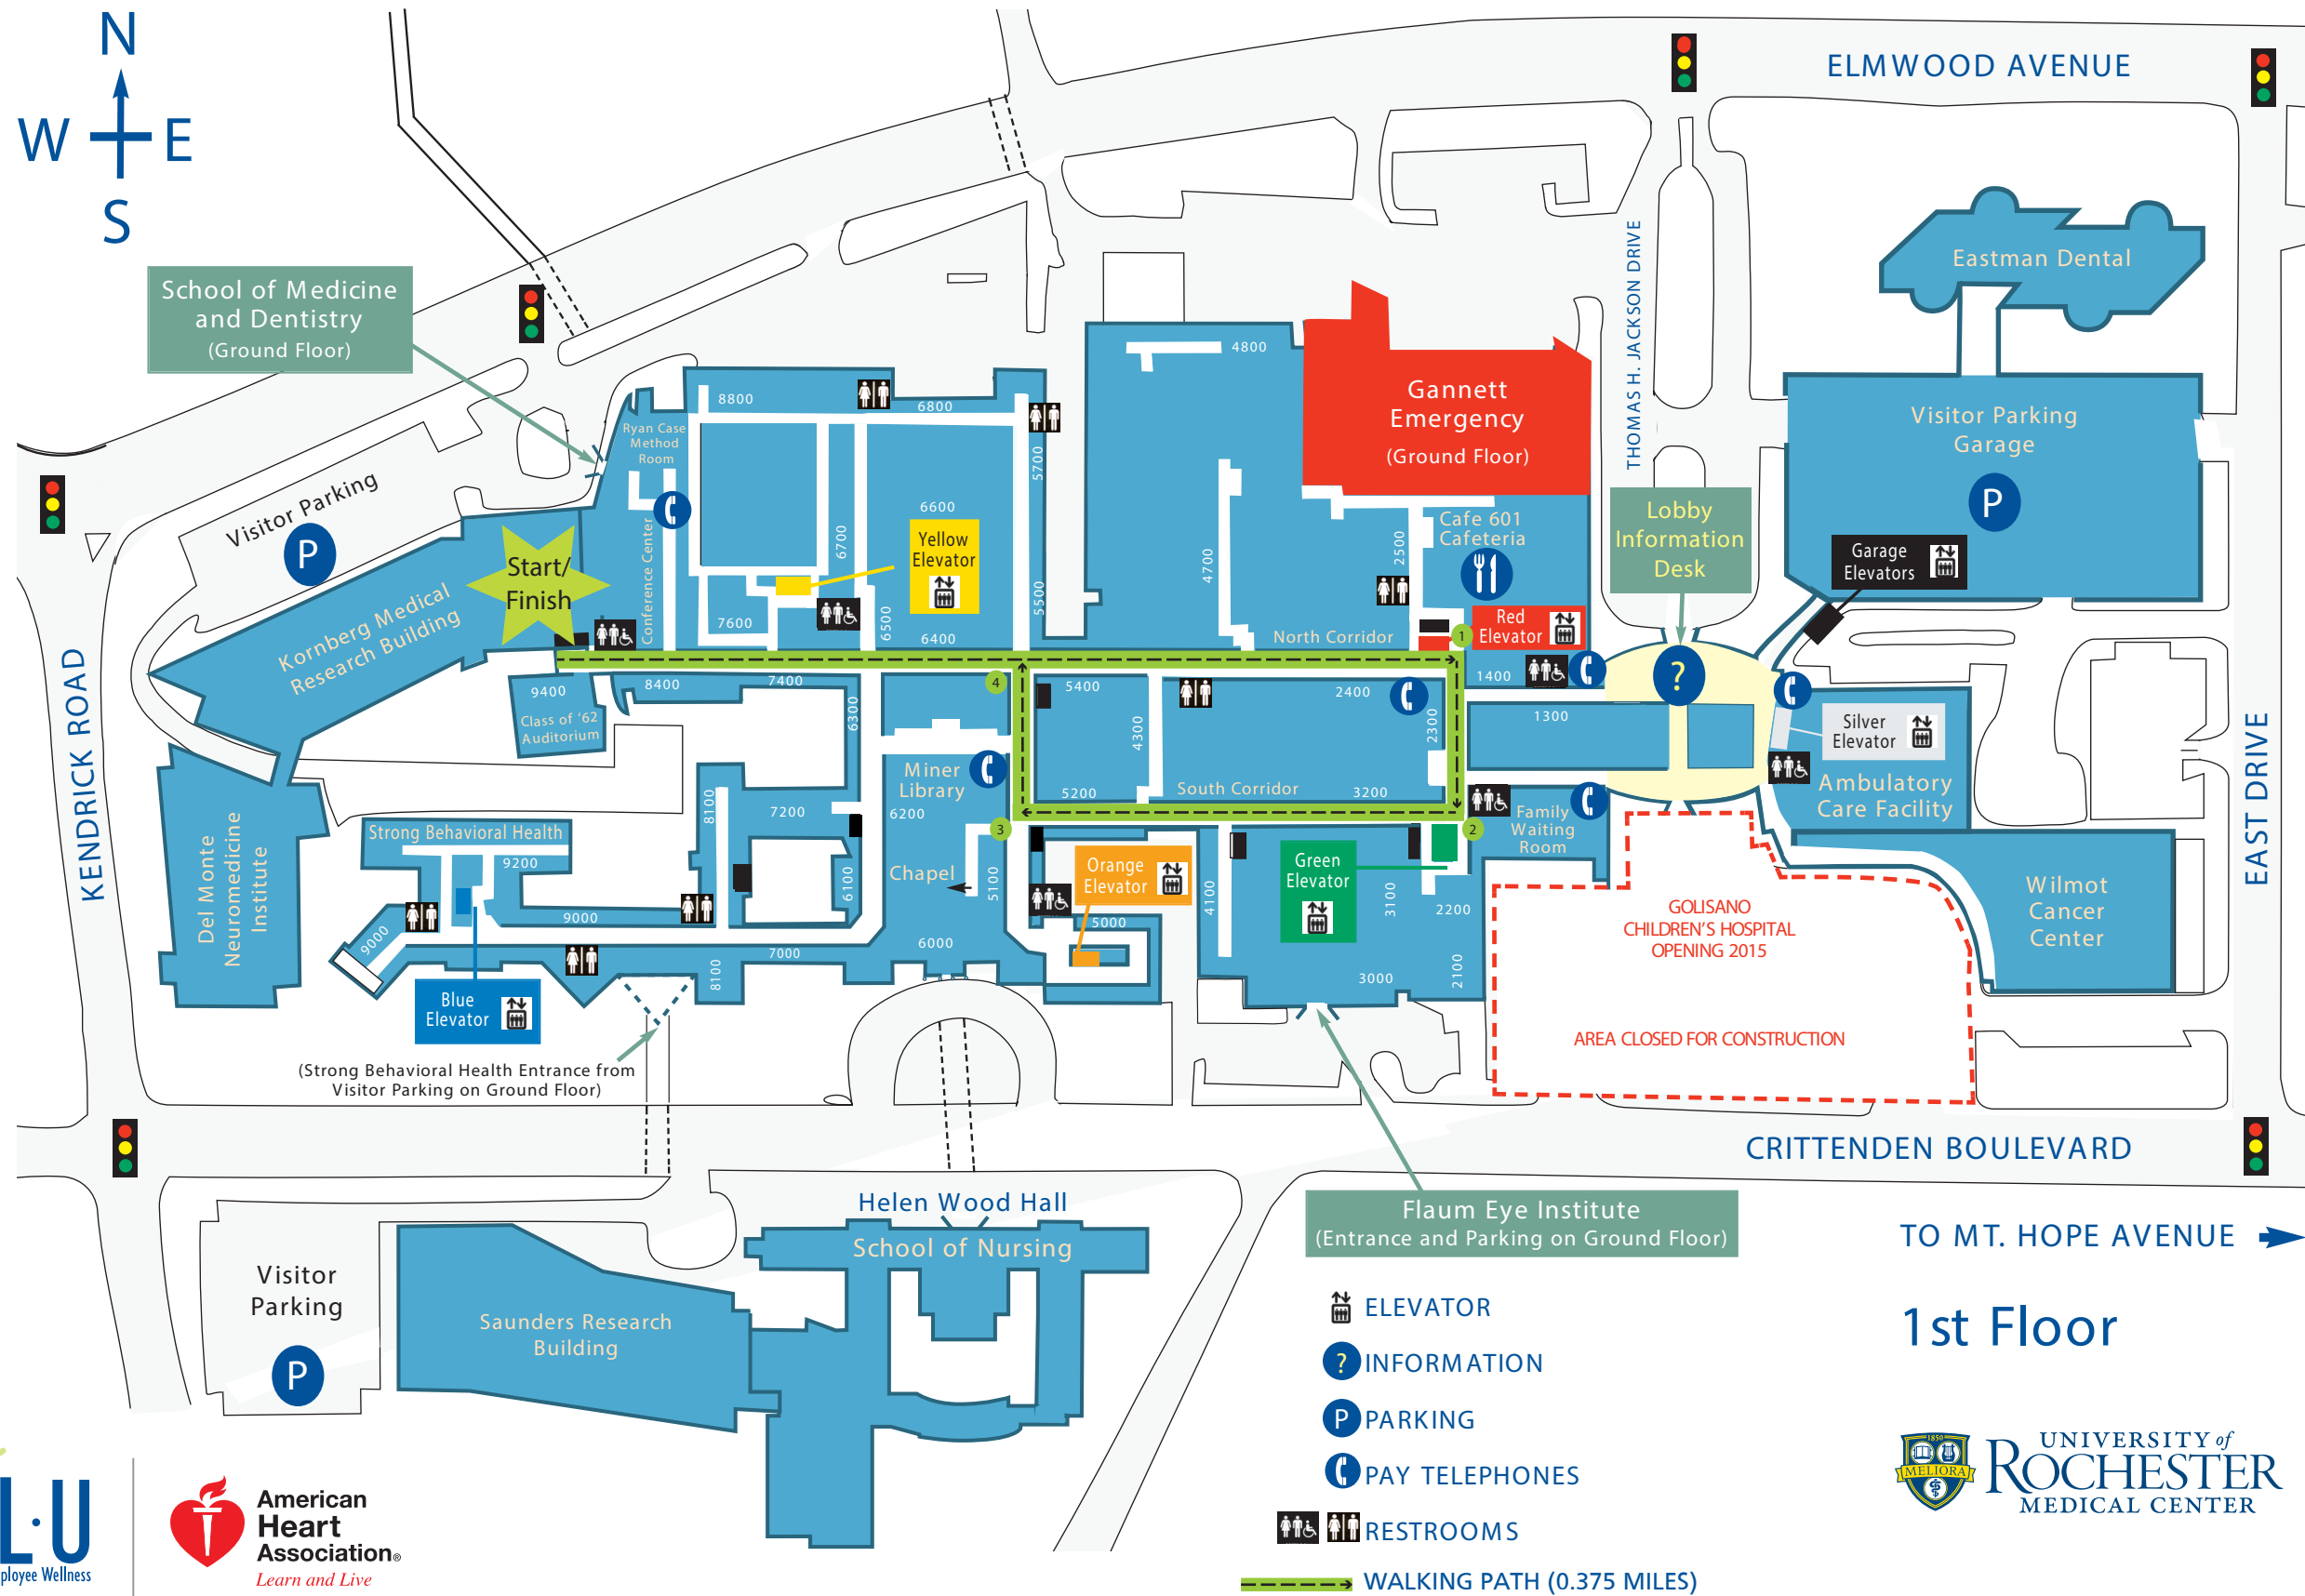 N
W E
S
ELMWOOD AVENUE
School of Medicine
and Dentistry
(Ground Floor)
THOMAS H. JACKSON DRIVE
Eastman Dental
Visitor Parking
Garage
P
Gannett
Emergency
(Ground Floor)
4800
8800
6800
Ryan Case
Method
Room
5700
Visitor Parking
P
6600
Yellow
Elevator
6700
Conference Center
Cafe 601
Cafeteria
2500
4700
Lobby
Information
Desk
Garage
Elevators
Start/
Finish
Kornberg Medical
Research Building
7600
6500
6400
5500
North Corridor
1
Red
Elevator
KENDRICK ROAD
9400
Class of '62
Auditorium
8400
7400
6300
4
5400
4300
2400
2300
1400
?
1300
Silver
Elevator
Ambulatory
Care Facility
EAST DRIVE
Miner
Library
5200
South Corridor
3200
8100
7200
6200
3
2
Family
Waiting
Room
Strong Behavioral Health
9200
Del Monte
Neuromedicine
Institute
Chapel
5100
6100
Orange
Elevator
Green
Elevator
4100
3100
2200
5000
9000
9000
7000
6000
8100
3000
2100
GOLISANO
CHILDREN'S HOSPITAL
OPENING 2015
AREA CLOSED FOR CONSTRUCTION
Wilmot
Cancer
Center
Blue
Elevator
(Strong Behavioral Health Entrance from
Visitor Parking on Ground Floor)
CRITTENDEN BOULEVARD
Helen Wood Hall
School of Nursing
Flaum Eye Institute
(Entrance and Parking on Ground Floor)
TO MT. HOPE AVENUE
Visitor
Parking
P
Saunders Research
Building
ELEVATOR
? INFORMATION
P PARKING
PAY TELEPHONES
RESTROOMS
WALKING PATH (0.375 MILES)
1st Floor
1850
MELIORA
UNIVERSITY of
ROCHESTER
MEDICAL CENTER
L·U
ployee Wellness
American
Heart
Association®
Learn and Live